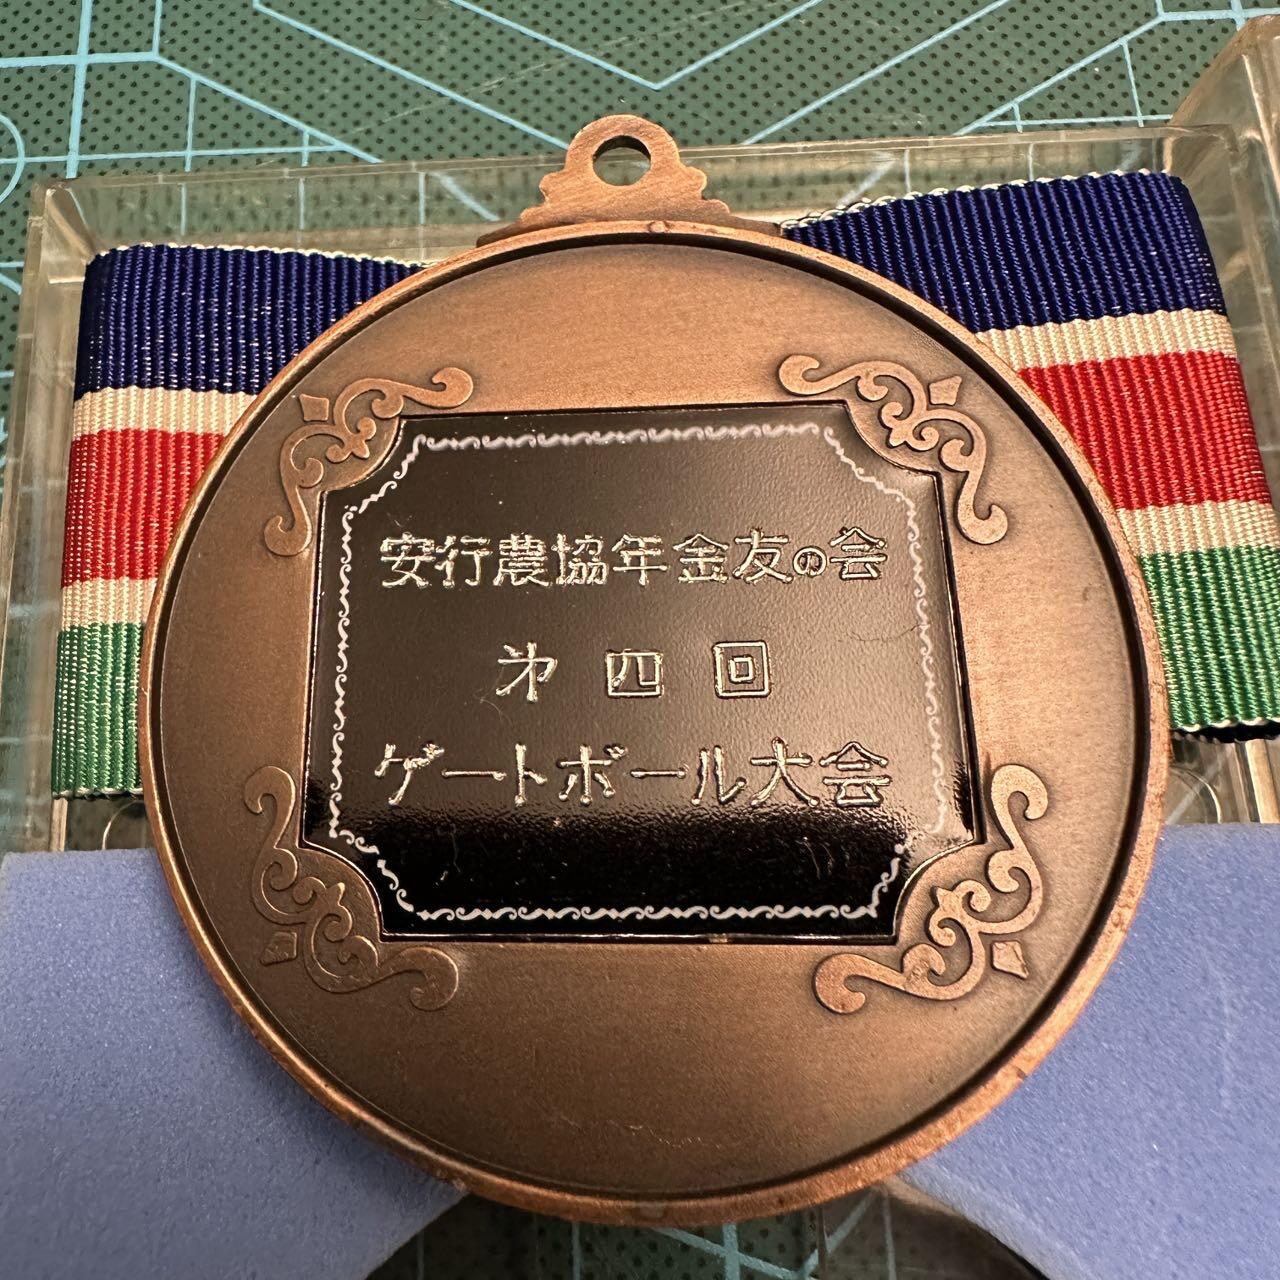 安行農協年金友の会
㐧四回
ゲートボール大会